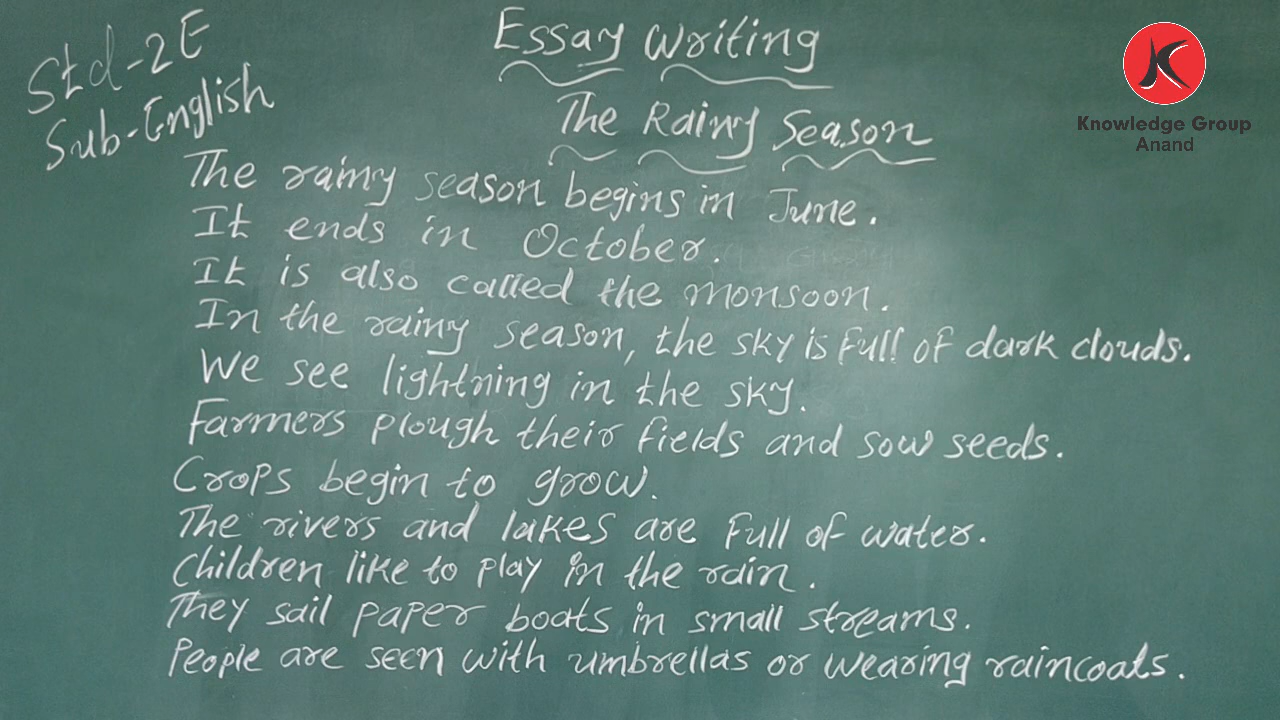 Std-2E
Sub-English
Essay Writing
The Rainy Season
Knowledge Group
Anand
The rainy season begins in June.
It ends in October.
It is also called the monsoon.
In the rainy season, the sky is full of dark clouds.
We see lightning in the sky.
Farmers plough their fields and sow seeds.
Crops begin to grow.
The rivers and lakes are full of water.
Children like to play in the rain.
They sail paper boats in small streams.
People are seen with umbrellas or wearing raincoats.